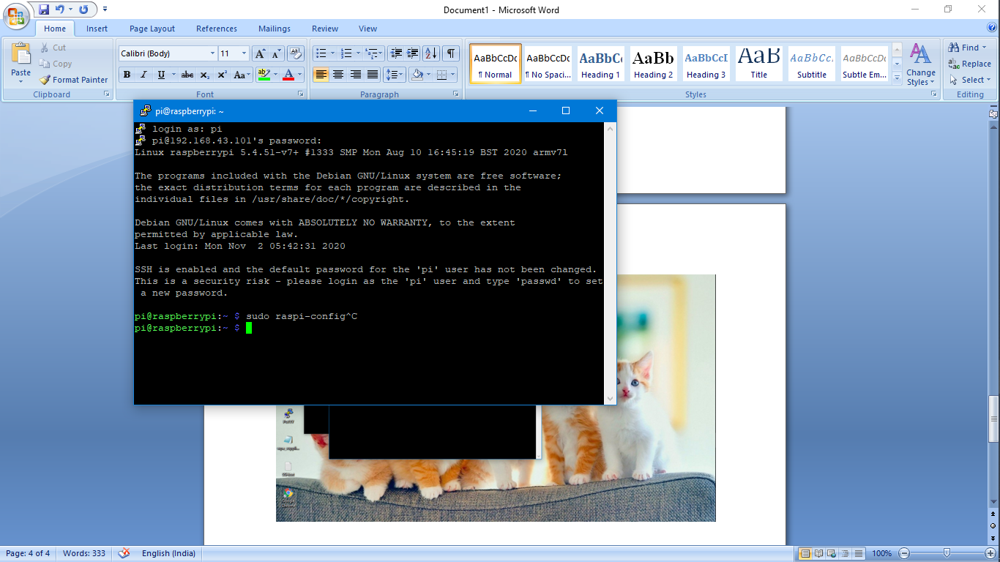 Document1 - Microsoft Word
Home Insert Page Layout References Mailings Review View
Paste
Cut
Copy
Format Painter
Clipboard
Calibri (Body) 11
B I U abc x₂ x² Aa
Font
Paragraph
AaBbCcDc AaBbCcDc AaBbCc AaBbCc AaBbCcI AaB AaBbCc. AaBbCcDc
¶ Normal ¶ No Spaci... Heading 1 Heading 2 Heading 3 Title Subtitle Subtle Em...
Change
Styles
Styles
Find
Replace
Select
Editing
pi@raspberrypi: ~
login as: pi
pi@192.168.43.101's password:
Linux raspberrypi 5.4.51-v7+ #1333 SMP Mon Aug 10 16:45:19 BST 2020 armv7l
The programs included with the Debian GNU/Linux system are free software;
the exact distribution terms for each program are described in the
individual files in /usr/share/doc/*/copyright.
Debian GNU/Linux comes with ABSOLUTELY NO WARRANTY, to the extent
permitted by applicable law.
Last login: Mon Nov  2 05:42:31 2020
SSH is enabled and the default password for the 'pi' user has not been changed.
This is a security risk - please login as the 'pi' user and type 'passwd' to set
a new password.
pi@raspberrypi:~ $ sudo raspi-config^C
pi@raspberrypi:~ $
PuTTY
Page: 4 of 4 Words: 333 English (India) 100%